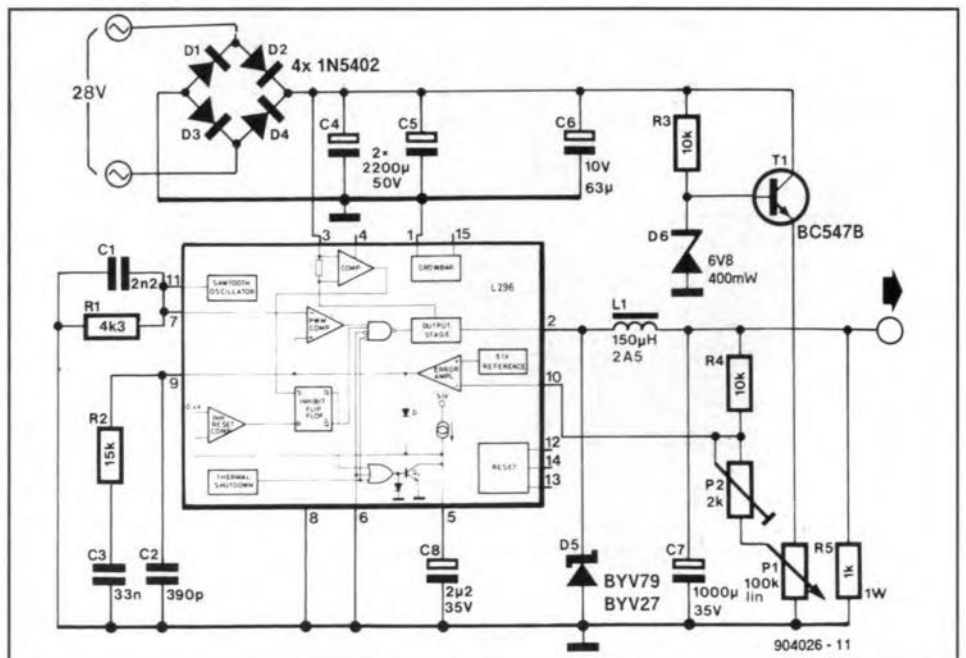 28V
D1
D2
D3
D4
4x 1N5402
C4
C5
2×
2200µ
50V
C6
10V
63µ
R3
10k
T1
BC547B
D6
6V8
400mW
3
4
1
15
C1
2n2
11
R1
4k3
7
SAWTOOTH
OSCILLATOR
COMP
CROWBAR
L296
PWM
COMP
OUTPUT
STAGE
2
L1
150µH
2A5
9
ERROR
AMPL
REFERENCE
10
R4
10k
R2
15k
INHIBIT
FLIP
FLOP
S
Q
R
Q
RESET
COMP
D
THERMAL
SHUTDOWN
RESET
12
14
13
P2
2k
8
6
5
C3
33n
C2
390p
C8
2µ2
35V
D5
BYV79
BYV27
C7
1000µ
35V
P1
100k
lin
R5
1k
1W
904026 - 11